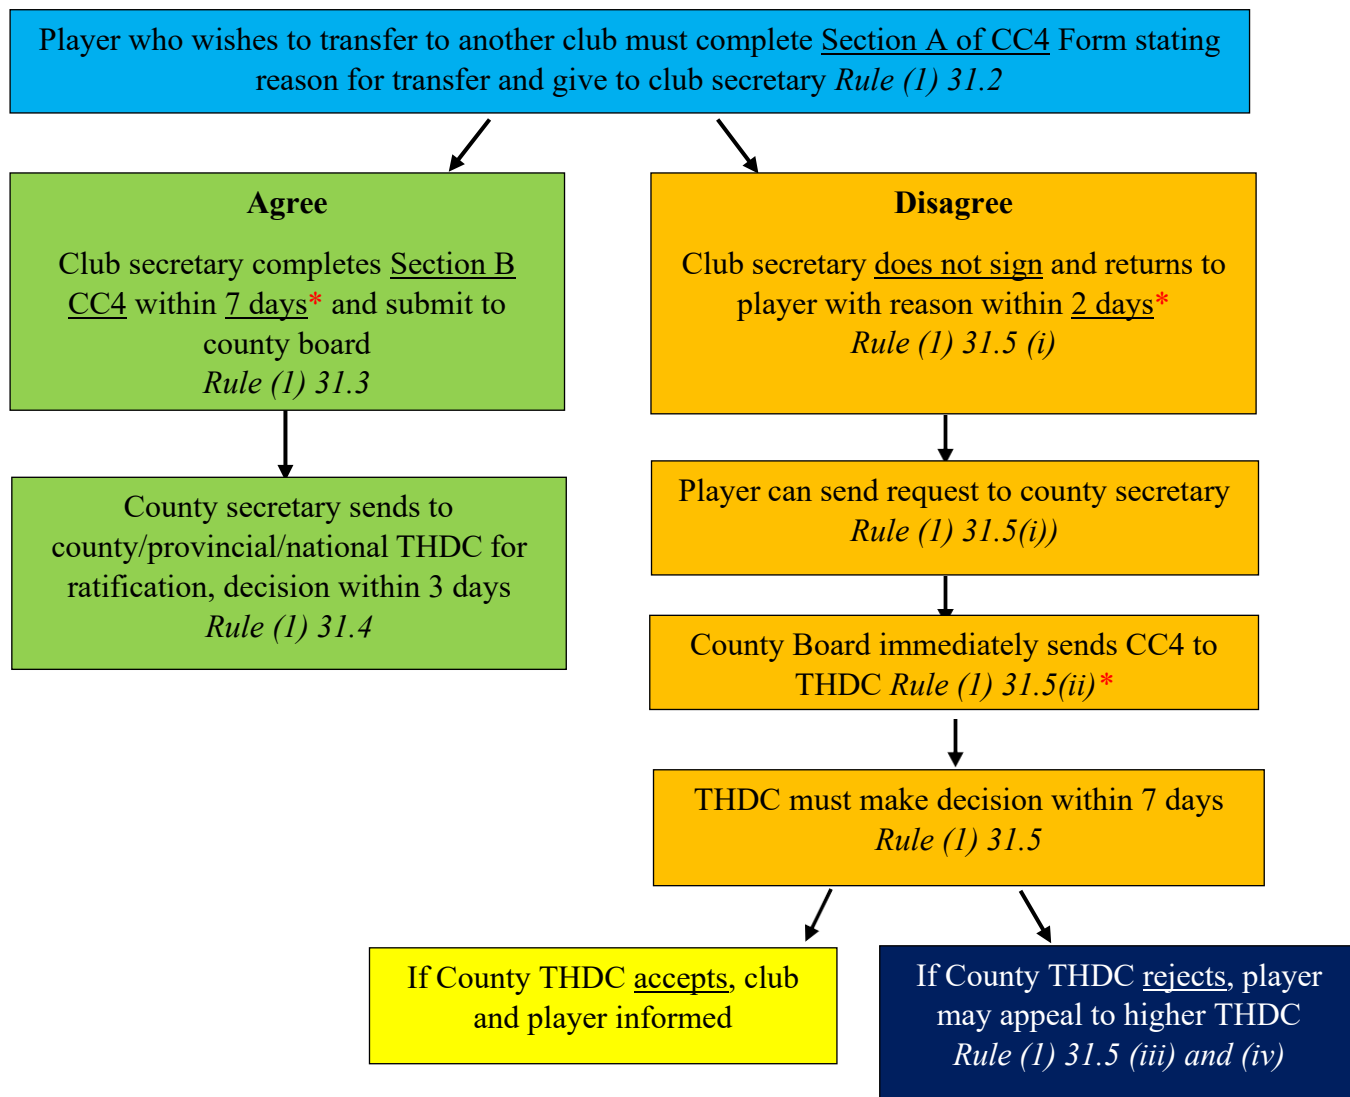 Player who wishes to transfer to another club must complete Section A of CC4 Form stating
reason for transfer and give to club secretary Rule (1) 31.2
Agree
Club secretary completes Section B
CC4 within 7 days* and submit to
county board
Rule (1) 31.3
Disagree
Club secretary does not sign and returns to
player with reason within 2 days*
Rule (1) 31.5 (i)
County secretary sends to
county/provincial/national THDC for
ratification, decision within 3 days
Rule (1) 31.4
Player can send request to county secretary
Rule (1) 31.5(i))
County Board immediately sends CC4 to
THDC Rule (1) 31.5(ii)*
THDC must make decision within 7 days
Rule (1) 31.5
If County THDC accepts, club
and player informed
If County THDC rejects, player
may appeal to higher THDC
Rule (1) 31.5 (iii) and (iv)